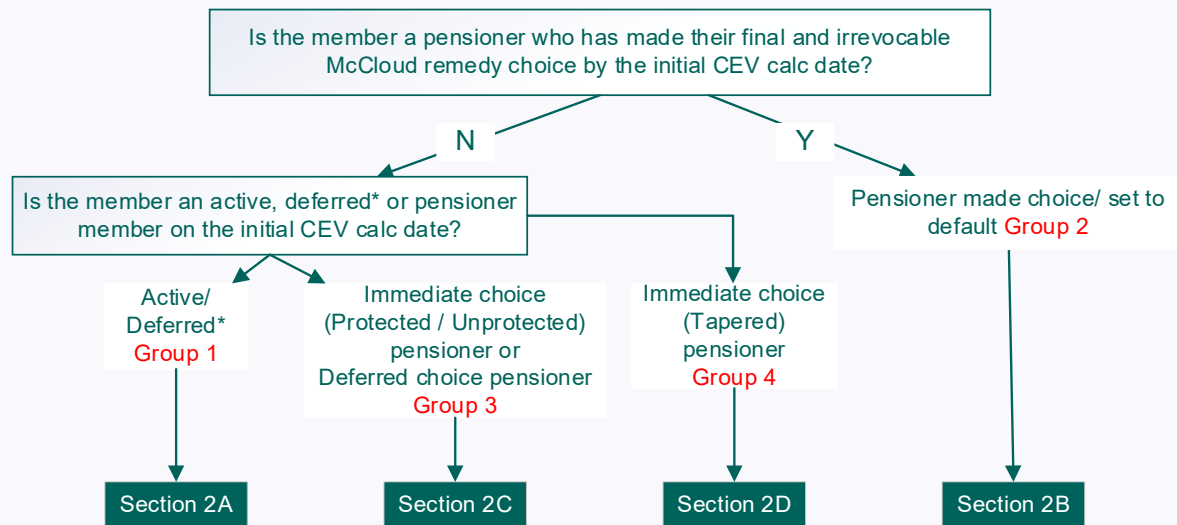 Is the member a pensioner who has made their final and irrevocable
McCloud remedy choice by the initial CEV calc date?
N
Y
Is the member an active, deferred* or pensioner
member on the initial CEV calc date?
Pensioner made choice/ set to
default Group 2
Active/
Deferred*
Group 1
Immediate choice
(Protected / Unprotected)
pensioner or
Deferred choice pensioner
Group 3
Immediate choice
(Tapered)
pensioner
Group 4
Section 2A
Section 2C
Section 2D
Section 2B